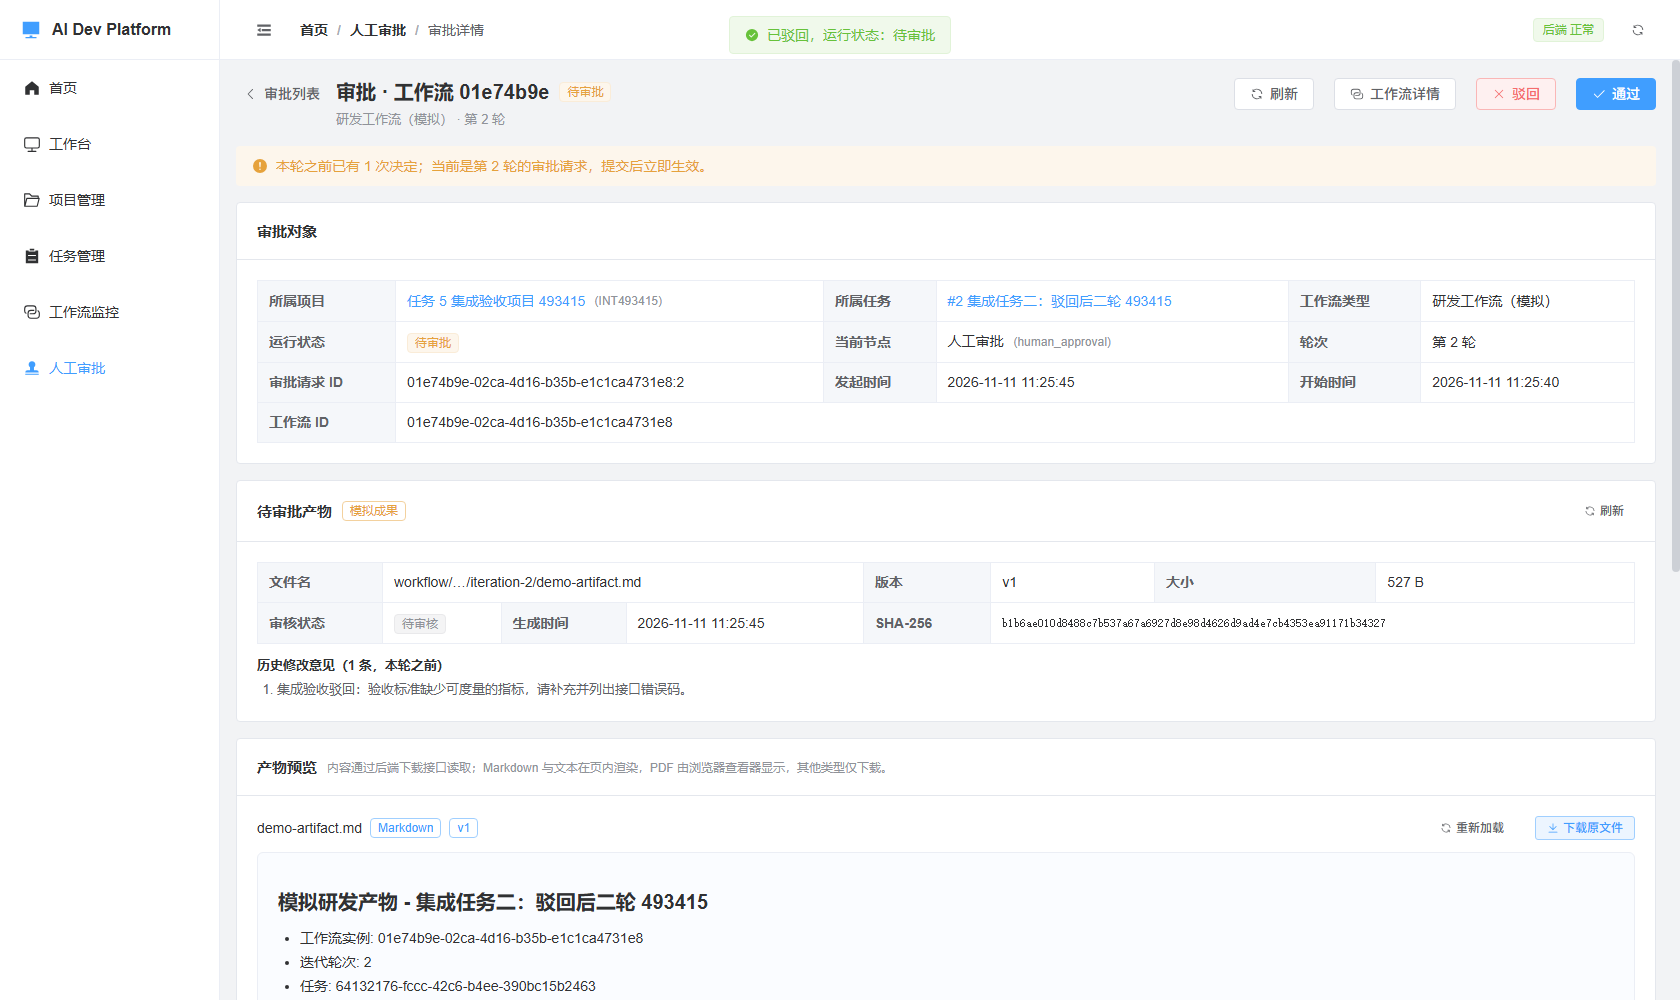 AI Dev Platform
首页 / 人工审批 / 审批详情
已驳回，运行状态：待审批
后端 正常
首页
工作台
项目管理
任务管理
工作流监控
人工审批
审批列表
审批 · 工作流 01e74b9e 待审批
研发工作流（模拟） · 第 2 轮
刷新
工作流详情
驳回
通过
本轮之前已有 1 次决定；当前是第 2 轮的审批请求，提交后立即生效。
审批对象
所属项目 任务 5 集成验收项目 493415 (INT493415) 所属任务 #2 集成任务二：驳回后二轮 493415 工作流类型 研发工作流（模拟）
运行状态 待审批 当前节点 人工审批 (human_approval) 轮次 第 2 轮
审批请求 ID 01e74b9e-02ca-4d16-b35b-e1c1ca4731e8:2 发起时间 2026-11-11 11:25:45 开始时间 2026-11-11 11:25:40
工作流 ID 01e74b9e-02ca-4d16-b35b-e1c1ca4731e8
待审批产物 模拟成果 刷新
文件名 workflow/…/iteration-2/demo-artifact.md 版本 v1 大小 527 B
审核状态 待审核 生成时间 2026-11-11 11:25:45 SHA-256 b1b6ae010d8488c7b537a67a6927d8e98d4626d9ad4e7cb4353ea91171b34327
历史修改意见（1 条，本轮之前）
1. 集成验收驳回：验收标准缺少可度量的指标，请补充并列出接口错误码。
产物预览 内容通过后端下载接口读取；Markdown 与文本在页内渲染，PDF 由浏览器查看器显示，其他类型仅下载。
demo-artifact.md Markdown v1 重新加载 下载原文件
模拟研发产物 - 集成任务二：驳回后二轮 493415
• 工作流实例: 01e74b9e-02ca-4d16-b35b-e1c1ca4731e8
• 迭代轮次: 2
• 任务: 64132176-fccc-42c6-b4ee-390bc15b2463